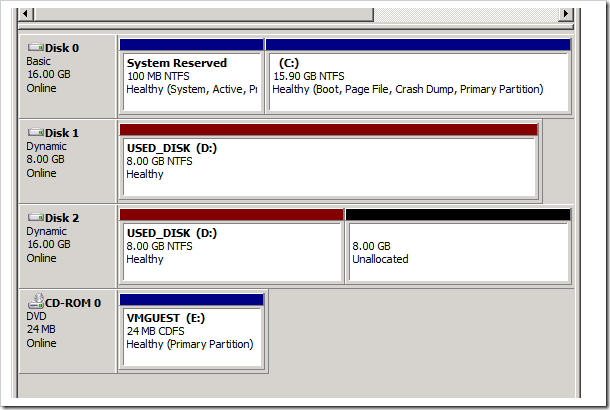 Disk 0
Basic
16.00 GB
Online
System Reserved
100 MB NTFS
Healthy (System, Active, Pr
(C:)
15.90 GB NTFS
Healthy (Boot, Page File, Crash Dump, Primary Partition)
Disk 1
Dynamic
8.00 GB
Online
USED_DISK (D:)
8.00 GB NTFS
Healthy
Disk 2
Dynamic
16.00 GB
Online
USED_DISK (D:)
8.00 GB NTFS
Healthy
8.00 GB
Unallocated
CD-ROM 0
DVD
24 MB
Online
VMGUEST (E:)
24 MB CDFS
Healthy (Primary Partition)